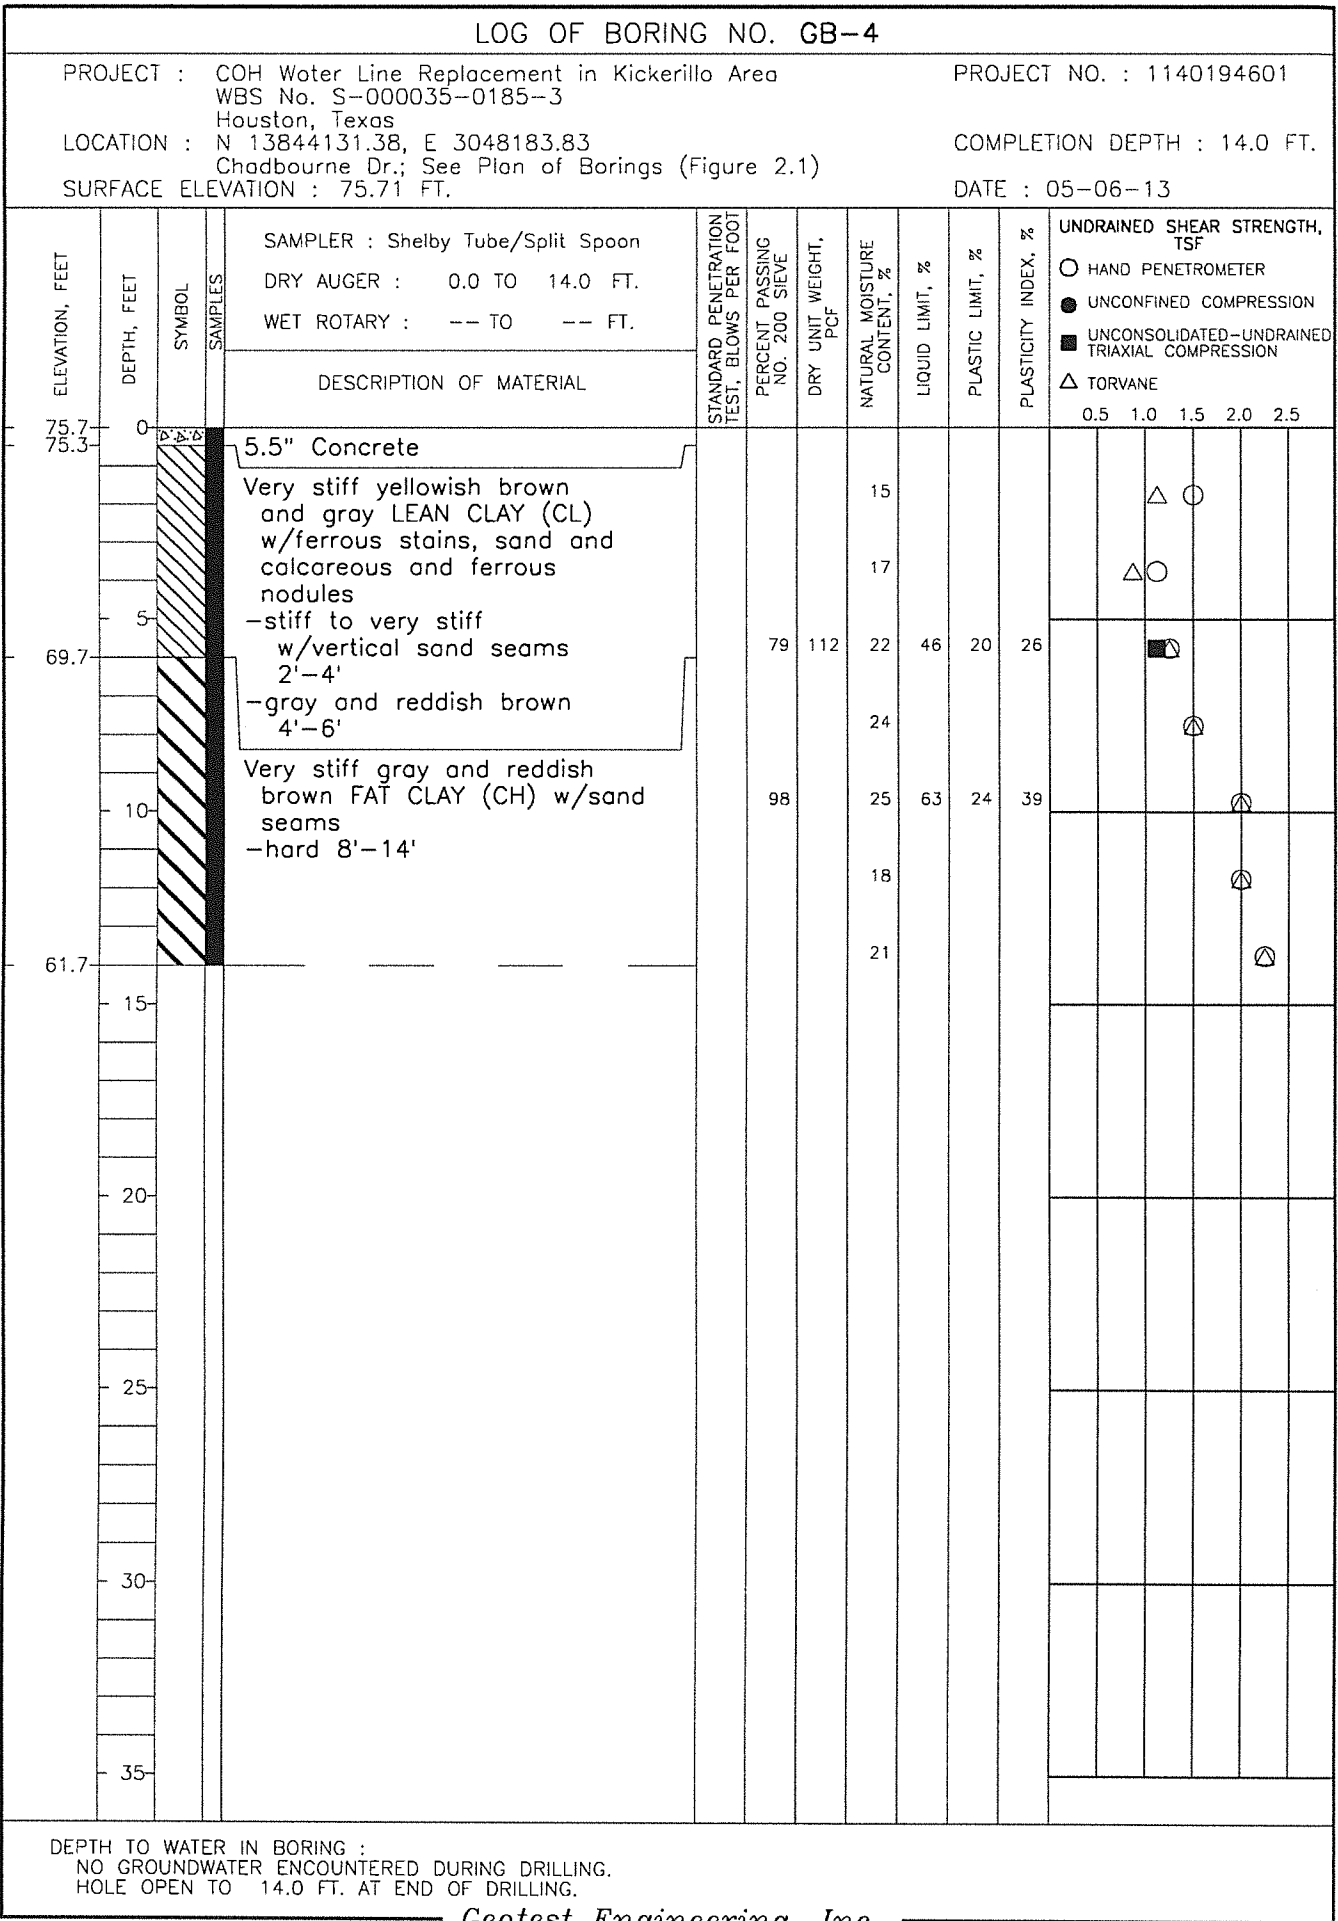 LOG OF BORING NO. GB-4
PROJECT : COH Water Line Replacement in Kickerillo Area
WBS No. S-000035-0185-3
Houston, Texas
PROJECT NO. : 1140194601
LOCATION : N 13844131.38, E 3048183.83
Chadbourne Dr.; See Plan of Borings (Figure 2.1)
COMPLETION DEPTH : 14.0 FT.
SURFACE ELEVATION : 75.71 FT.
DATE : 05-06-13
ELEVATION, FEET
DEPTH, FEET
SYMBOL
SAMPLES
SAMPLER : Shelby Tube/Split Spoon
DRY AUGER : 0.0 TO 14.0 FT.
WET ROTARY : -- TO -- FT.
DESCRIPTION OF MATERIAL
STANDARD PENETRATION
TEST, BLOWS PER FOOT
PERCENT PASSING
NO. 200 SIEVE
DRY UNIT WEIGHT,
PCF
NATURAL MOISTURE
CONTENT, %
LIQUID LIMIT, %
PLASTIC LIMIT, %
PLASTICITY INDEX, %
UNDRAINED SHEAR STRENGTH,
TSF
HAND PENETROMETER
UNCONFINED COMPRESSION
UNCONSOLIDATED-UNDRAINED
TRIAXIAL COMPRESSION
TORVANE
0.5 1.0 1.5 2.0 2.5
75.7 0
75.3
5.5" Concrete
Very stiff yellowish brown
and gray LEAN CLAY (CL)
w/ferrous stains, sand and
calcareous and ferrous
nodules
-stiff to very stiff
w/vertical sand seams
2'-4'
-gray and reddish brown
4'-6'
15
17
5
79 112 22 46 20 26
69.7
24
Very stiff gray and reddish
brown FAT CLAY (CH) w/sand
seams
-hard 8'-14'
98 25 63 24 39
10
18
21
61.7
15
20
25
30
35
DEPTH TO WATER IN BORING :
NO GROUNDWATER ENCOUNTERED DURING DRILLING.
HOLE OPEN TO 14.0 FT. AT END OF DRILLING.
Geotest Engineering, Inc.